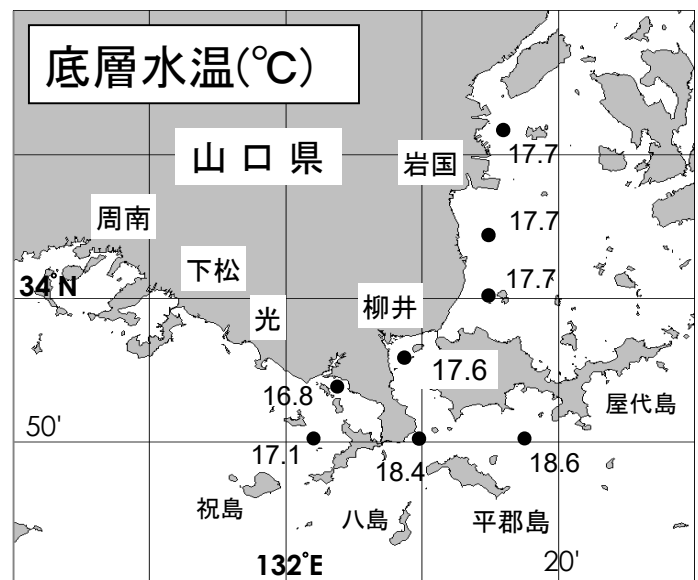 底層水温(℃)
山口県
岩国
17.7
周南
17.7
下松
17.7
34°N
光
柳井
17.6
16.8
屋代島
50'
17.1
18.4
18.6
祝島
八島
平郡島
132°E
20'